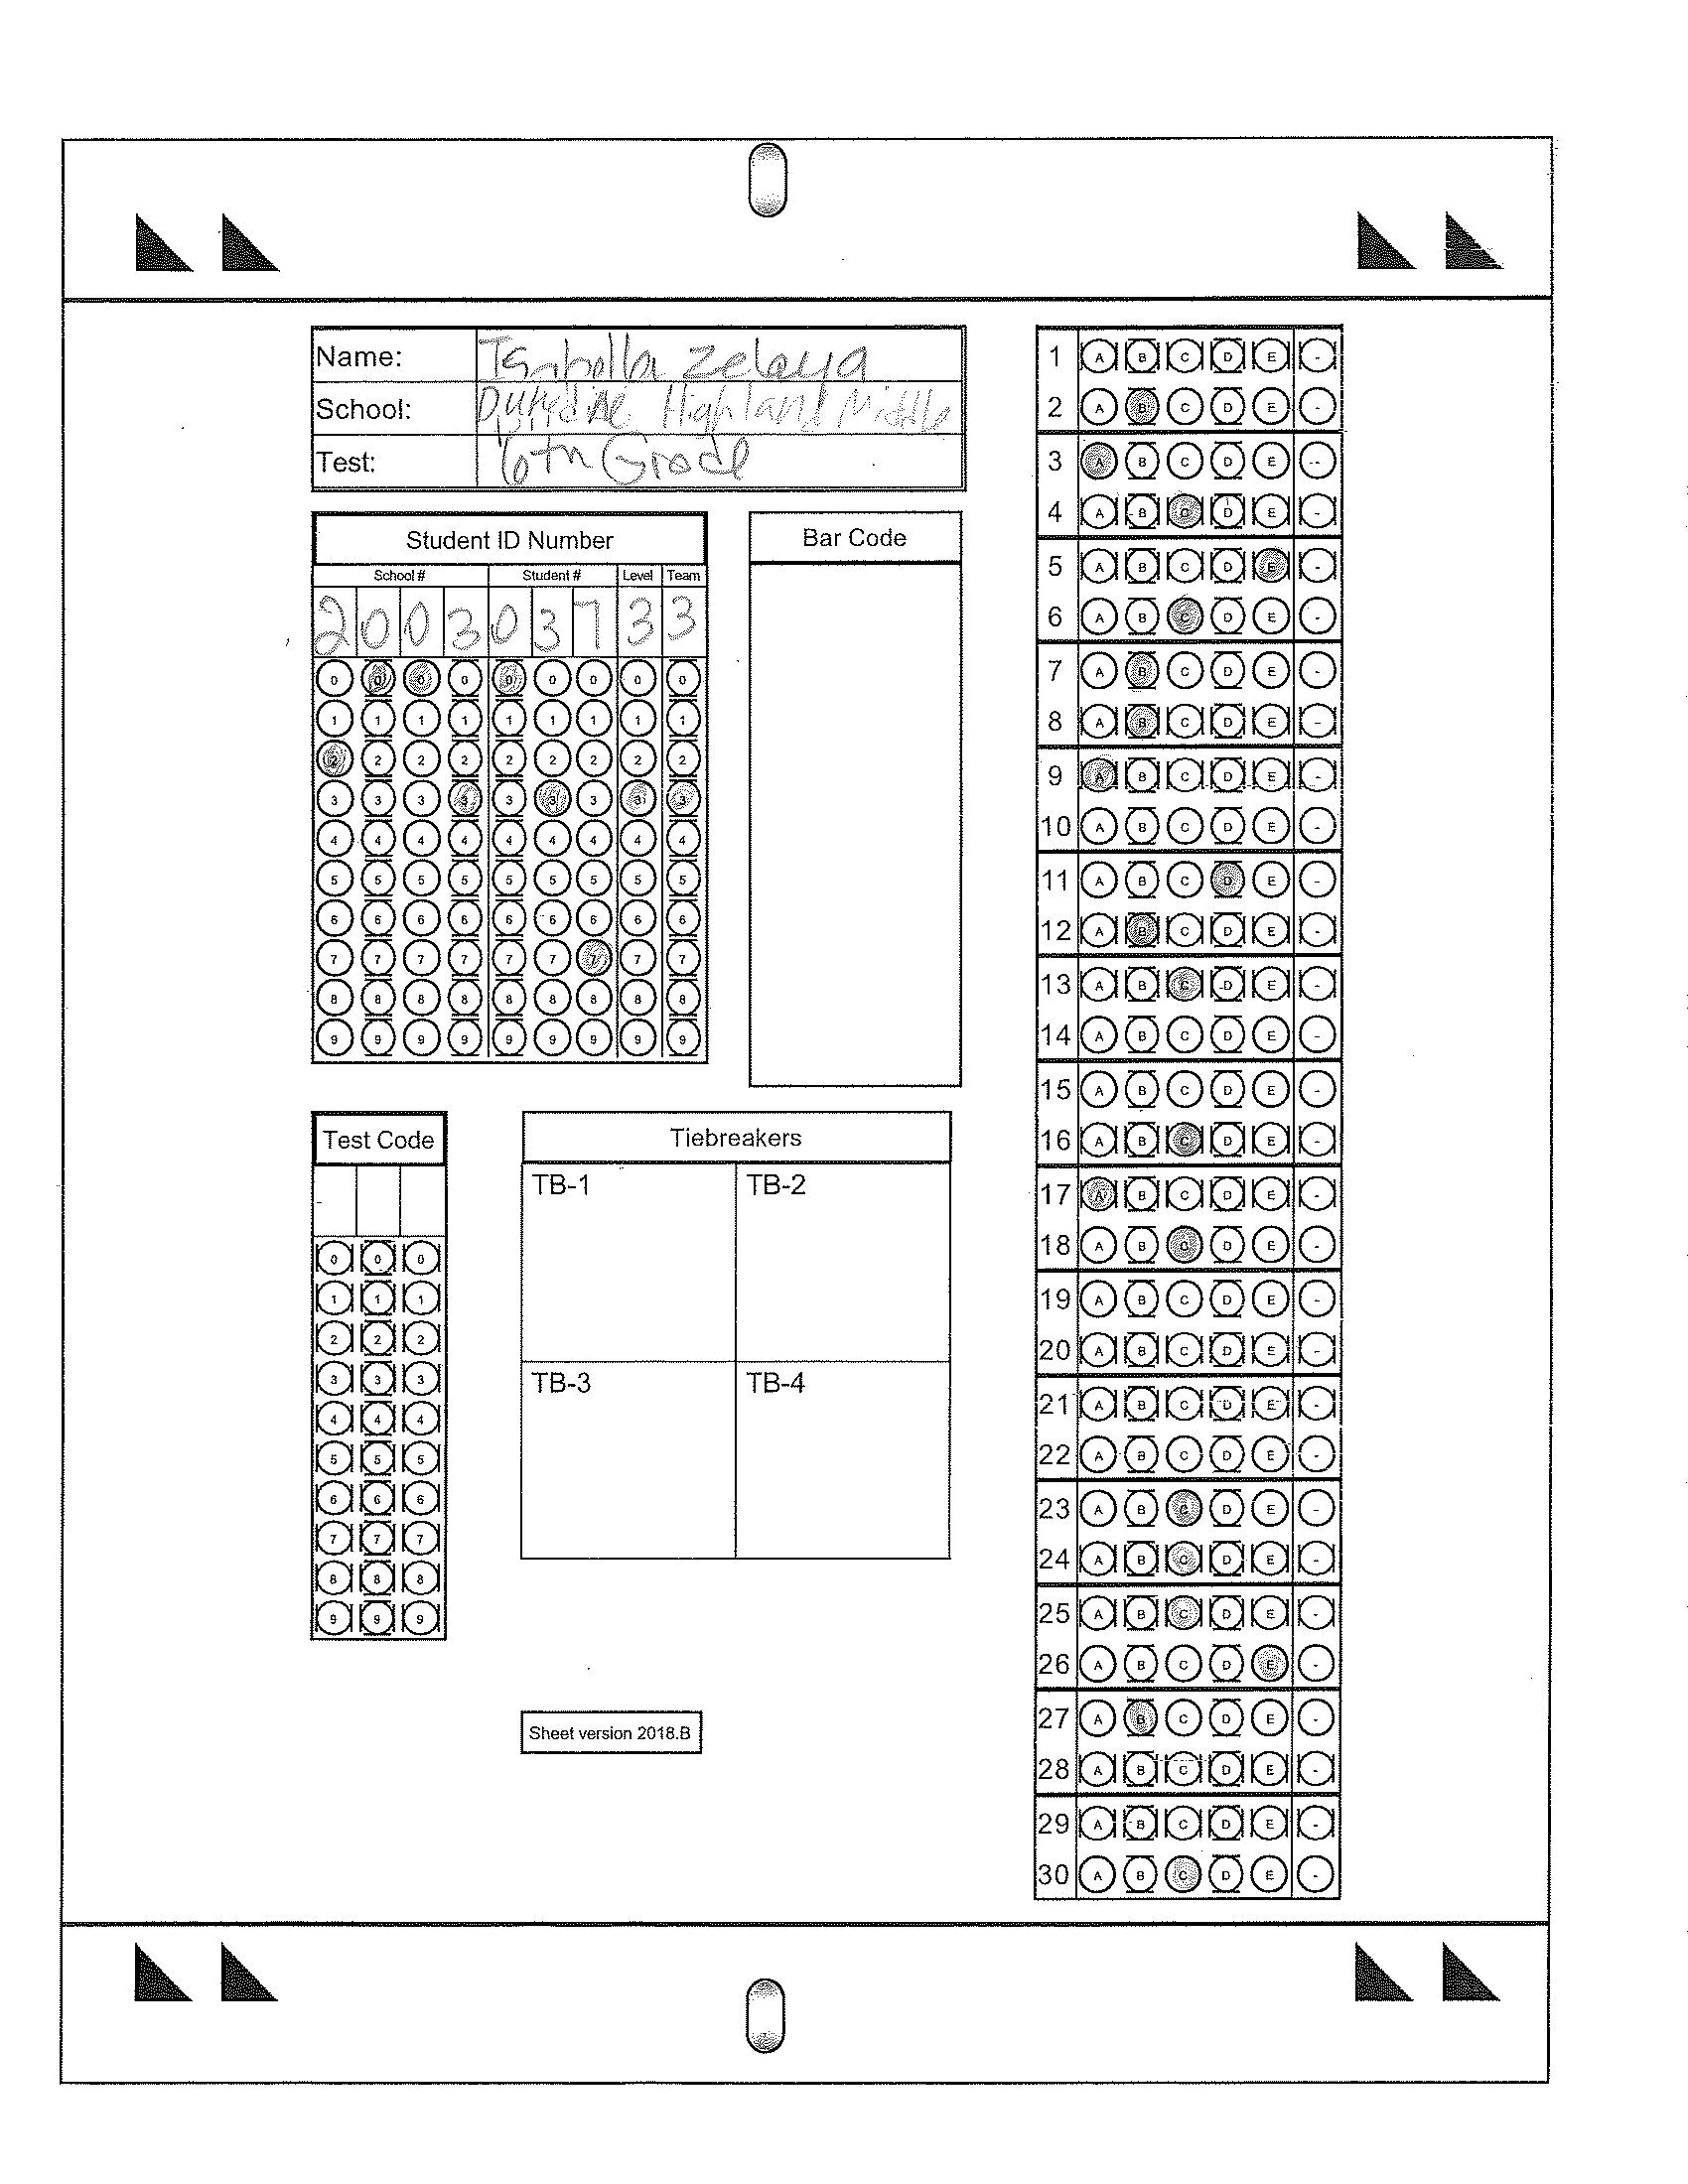 Name: Isabella Zelaya
School: Dunedin Highland Middle
Test: 6th Grade
Student ID Number
School # Student # Level Team
2 0 0 3 0 3 7 3 3
0 0 0 0 0 0 0 0 0
1 1 1 1 1 1 1 1 1
2 2 2 2 2 2 2 2 2
3 3 3 3 3 3 3 3 3
4 4 4 4 4 4 4 4 4
5 5 5 5 5 5 5 5 5
6 6 6 6 6 6 6 6 6
7 7 7 7 7 7 7 7 7
8 8 8 8 8 8 8 8 8
9 9 9 9 9 9 9 9 9
Bar Code
Test Code
0 0 0
1 1 1
2 2 2
3 3 3
4 4 4
5 5 5
6 6 6
7 7 7
8 8 8
9 9 9
Tiebreakers
TB-1 TB-2
TB-3 TB-4
Sheet version 2018.B
1 A B C D E -
2 A B C D E -
3 A B C D E -
4 A B C D E -
5 A B C D E -
6 A B C D E -
7 A B C D E -
8 A B C D E -
9 A B C D E -
10 A B C D E -
11 A B C D E -
12 A B C D E -
13 A B C D E -
14 A B C D E -
15 A B C D E -
16 A B C D E -
17 A B C D E -
18 A B C D E -
19 A B C D E -
20 A B C D E -
21 A B C D E -
22 A B C D E -
23 A B C D E -
24 A B C D E -
25 A B C D E -
26 A B C D E -
27 A B C D E -
28 A B C D E -
29 A B C D E -
30 A B C D E -